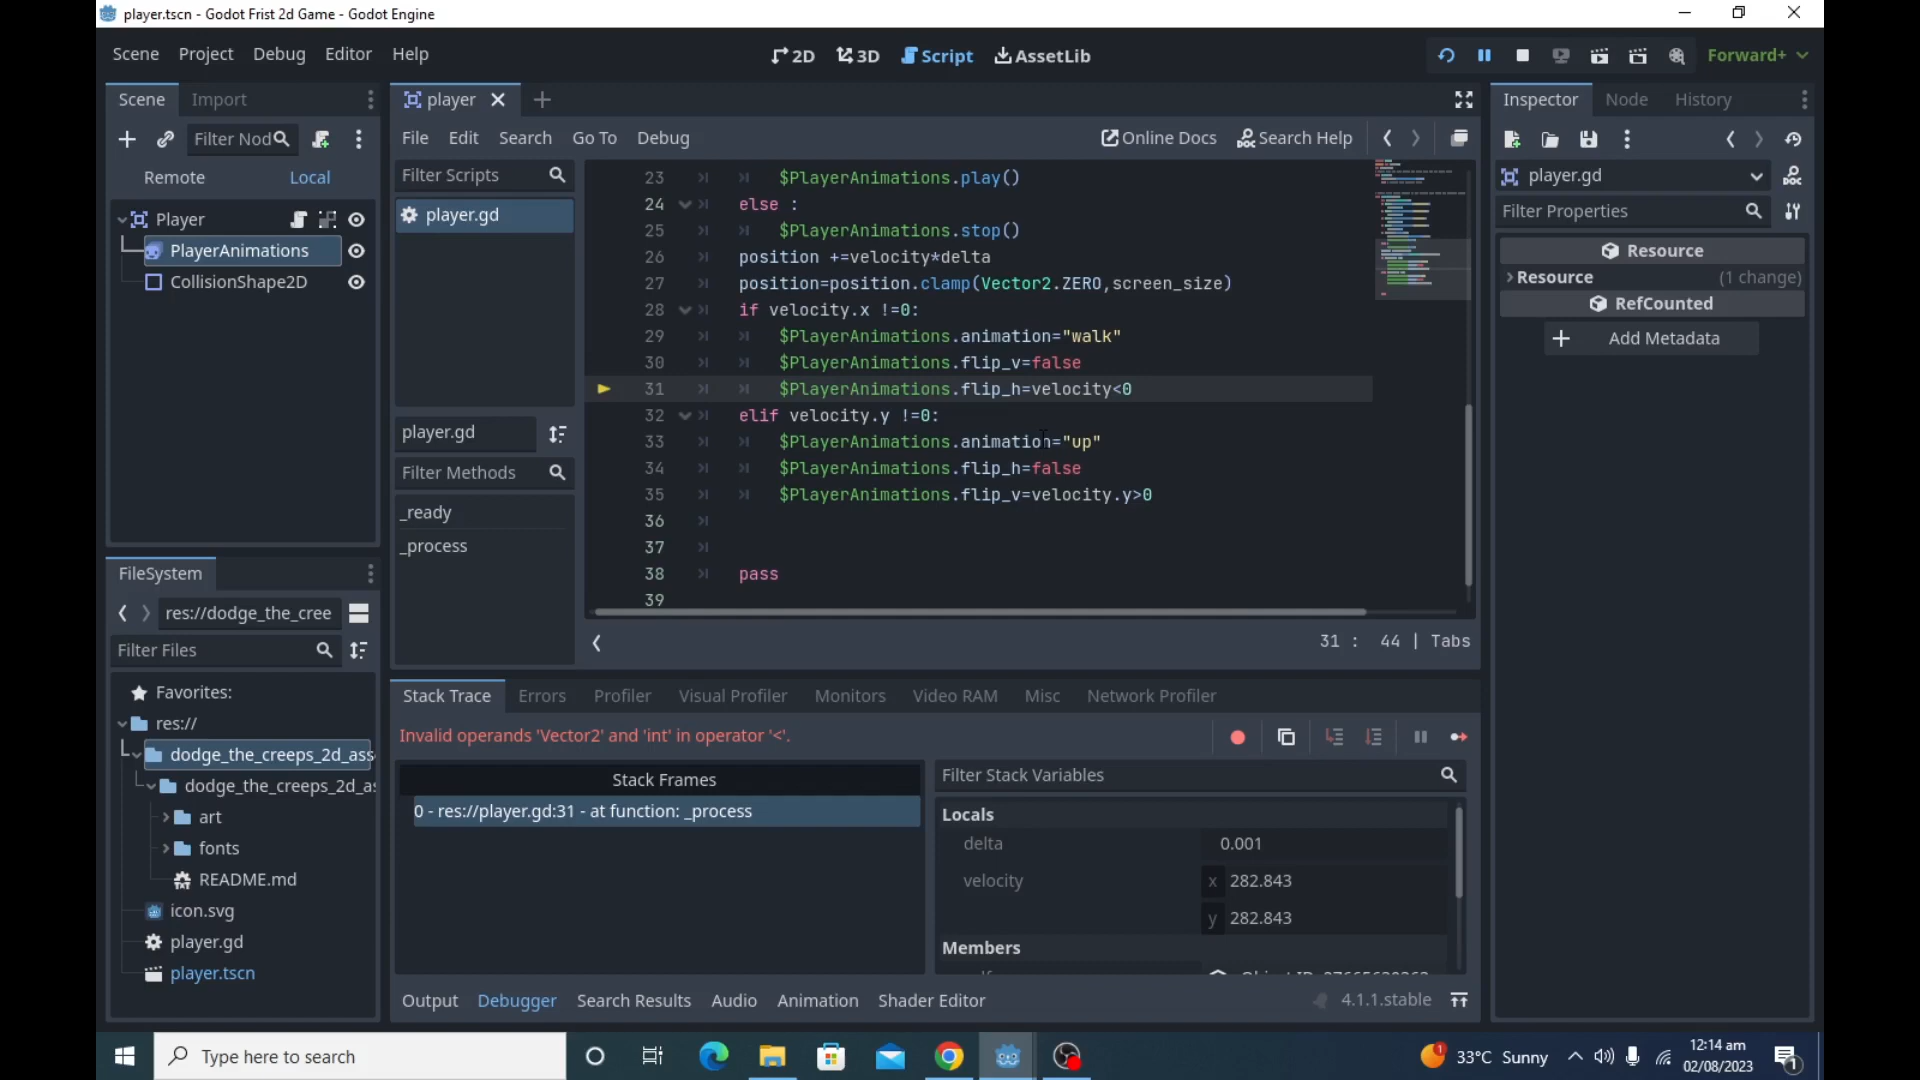 player.tscn - Godot Frist 2d Game - Godot Engine
Scene Project Debug Editor Help
2D 3D Script AssetLib
Forward+
Scene Import
Filter Nod
Remote Local
Player
PlayerAnimations
CollisionShape2D
FileSystem
res://dodge_the_cree
Filter Files
Favorites:
res://
dodge_the_creeps_2d_ass
dodge_the_creeps_2d_as
art
fonts
README.md
icon.svg
player.gd
player.tscn
player
File Edit Search Go To Debug
Online Docs Search Help
Filter Scripts
player.gd
player.gd
Filter Methods
_ready
_process
23 $PlayerAnimations.play()
24 else :
25 $PlayerAnimations.stop()
26 position +=velocity*delta
27 position=position.clamp(Vector2.ZERO,screen_size)
28 if velocity.x !=0:
29 $PlayerAnimations.animation="walk"
30 $PlayerAnimations.flip_v=false
31 $PlayerAnimations.flip_h=velocity<0
32 elif velocity.y !=0:
33 $PlayerAnimations.animation="up"
34 $PlayerAnimations.flip_h=false
35 $PlayerAnimations.flip_v=velocity.y>0
36
37
38 pass
39
31 : 44 | Tabs
Stack Trace Errors Profiler Visual Profiler Monitors Video RAM Misc Network Profiler
Invalid operands 'Vector2' and 'int' in operator '<'.
Stack Frames
0 - res://player.gd:31 - at function: _process
Filter Stack Variables
Locals
delta 0.001
velocity x 282.843
y 282.843
Members
Output Debugger Search Results Audio Animation Shader Editor
4.1.1.stable
Inspector Node History
player.gd
Filter Properties
Resource
Resource (1 change)
RefCounted
Add Metadata
Type here to search
33°C Sunny
12:14 am
02/08/2023
1
1